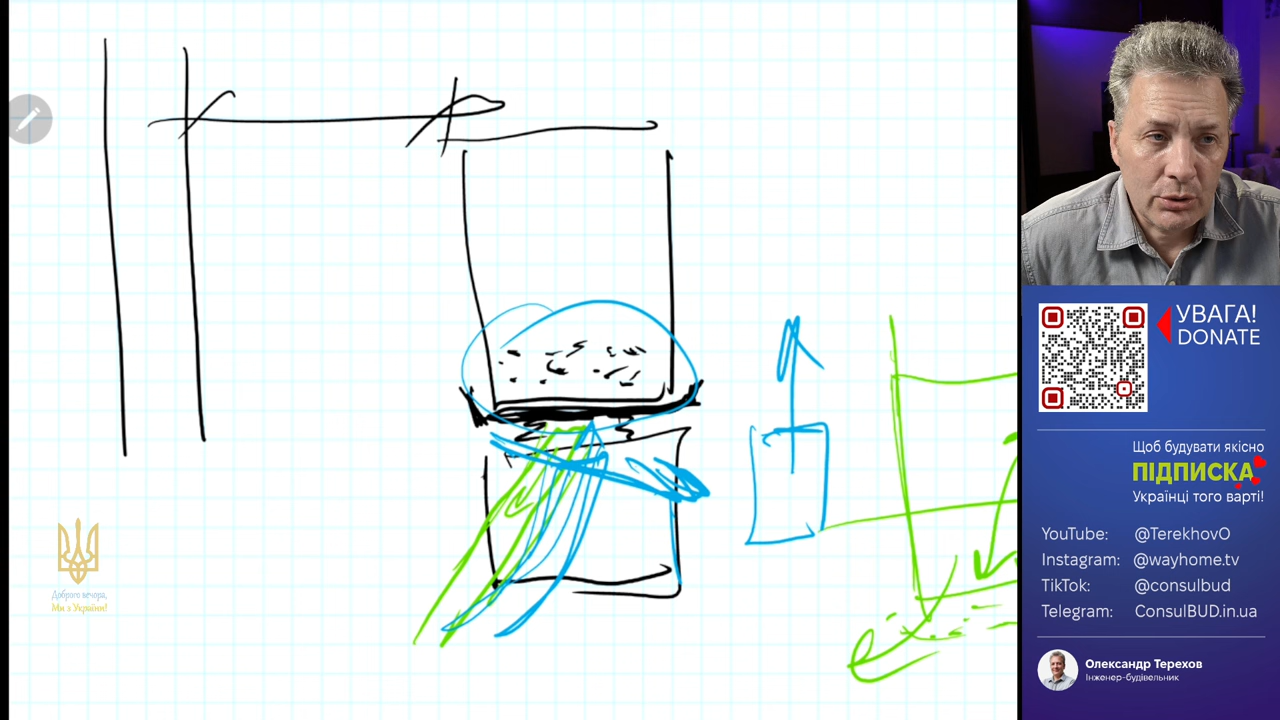 УВАГА!
DONATE
Щоб будувати якісно
ПІДПИСКА
Українці того варті!
YouTube: @TerekhovO
Instagram: @wayhome.tv
TikTok: @consulbud
Telegram: ConsulBUD.in.ua
Олександр Терехов
Інженер-будівельник
Доброго вечора,
Ми з України!